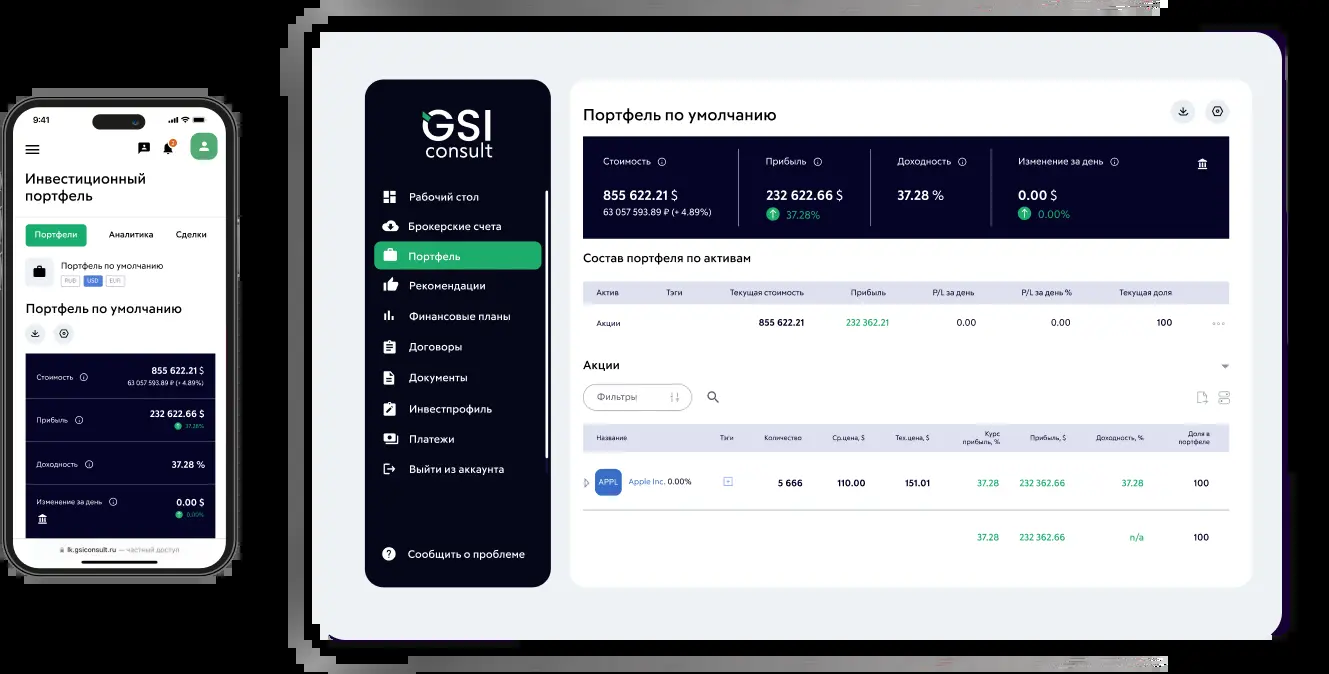 9:41
2
Инвестиционный
портфель
Портфели Аналитика Сделки
Портфель по умолчанию
RUB USD EUR
Портфель по умолчанию
Стоимость 855 622.21 $
63 057 593.89 ₽ (+ 4.89%)
Прибыль 232 622.66 $
37.28%
Доходность 37.28 %
Изменение за день 0.00 $
0.00%
lk.gsiconsult.ru — частный доступ
GSI
consult
Рабочий стол
Брокерские счета
Портфель
Рекомендации
Финансовые планы
Договоры
Документы
Инвестпрофиль
Платежи
Выйти из аккаунта
Сообщить о проблеме
Портфель по умолчанию
Стоимость Прибыль Доходность Изменение за день
855 622.21 $ 232 622.66 $ 37.28 % 0.00 $
63 057 593.89 ₽ (+ 4.89%) 37.28% 0.00%
Состав портфеля по активам
Актив Тэги Текущая стоимость Прибыль P/L за день P/L за день % Текущая доля
Акции 855 622.21 232 362.21 0.00 0.00 100
Акции
Фильтры
Название Тэги Количество Ср.цена, $ Тек.цена, $ Курс прибыль, % Прибыль, $ Доходность, % Доля в портфеле
APPL Apple Inc. 0.00% 5 666 110.00 151.01 37.28 232 362.66 37.28 100
37.28 232 362.66 n/a 100